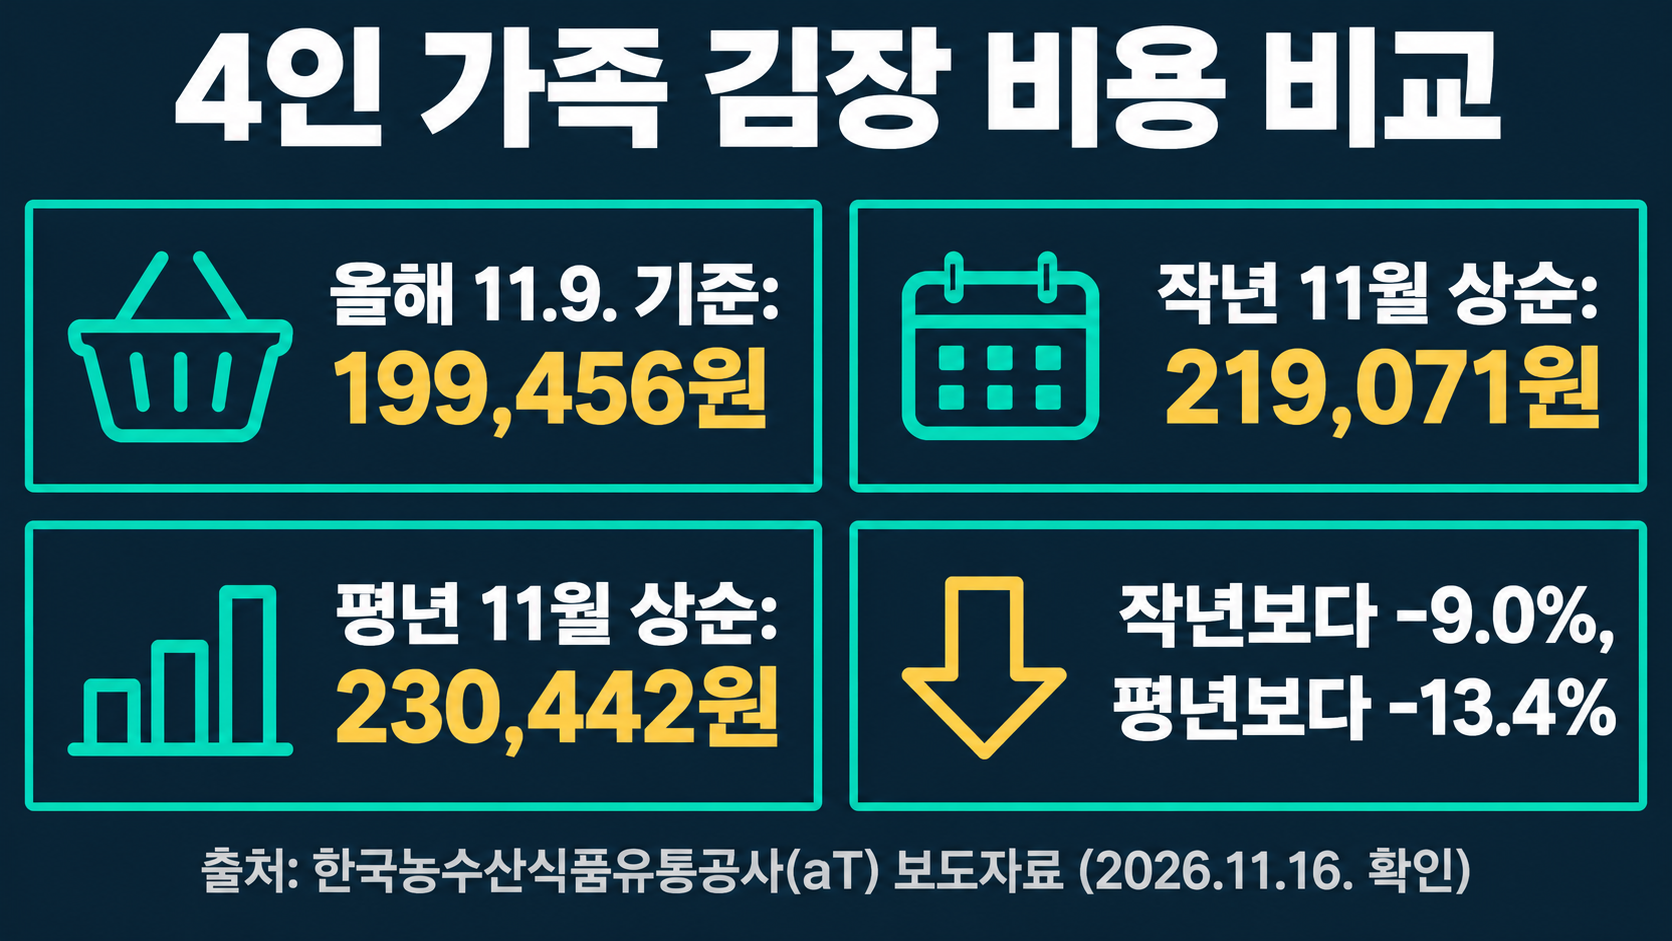 4인 가족 김장 비용 비교
올해 11.9. 기준:
199,456원
작년 11월 상순:
219,071원
평년 11월 상순:
230,442원
작년보다 -9.0%,
평년보다 -13.4%
출처: 한국농수산식품유통공사(aT) 보도자료 (2026.11.16. 확인)